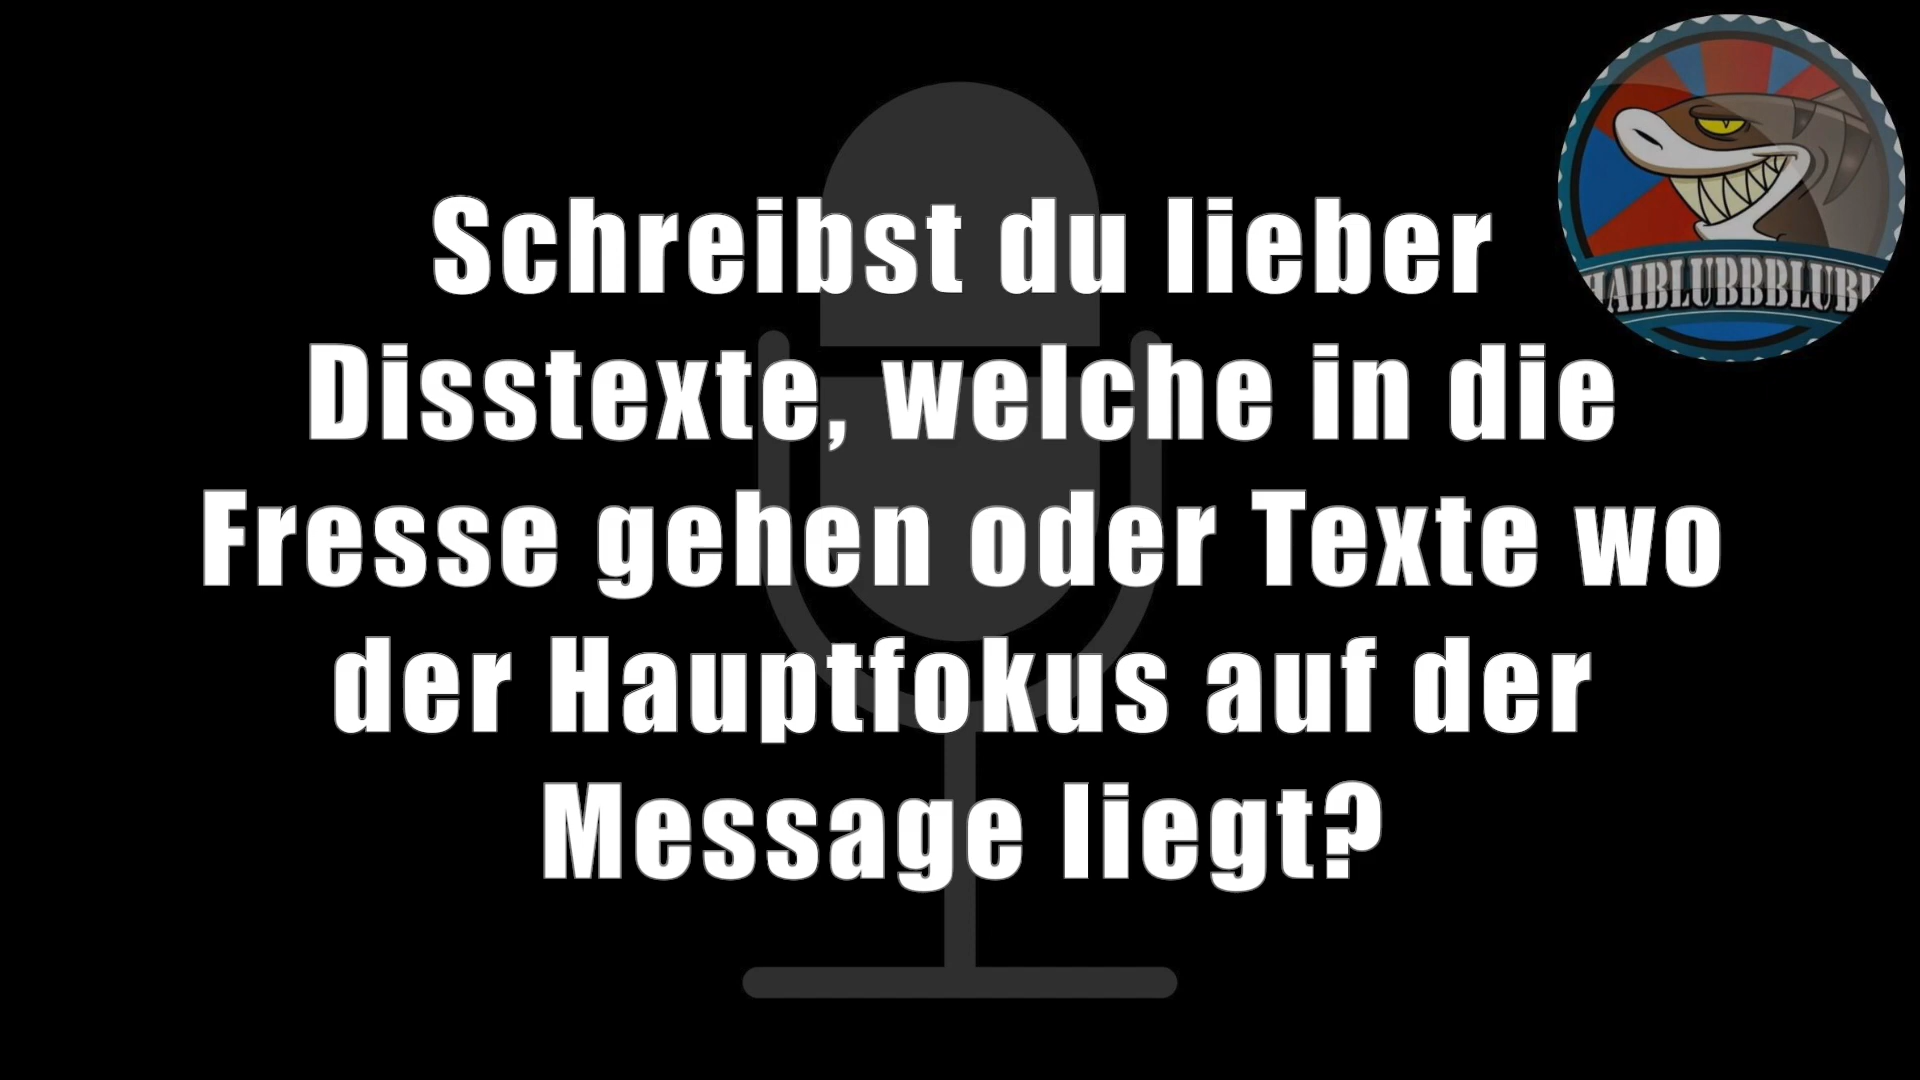 Schreibst du lieber
Disstexte, welche in die
Fresse gehen oder Texte wo
der Hauptfokus auf der
Message liegt?